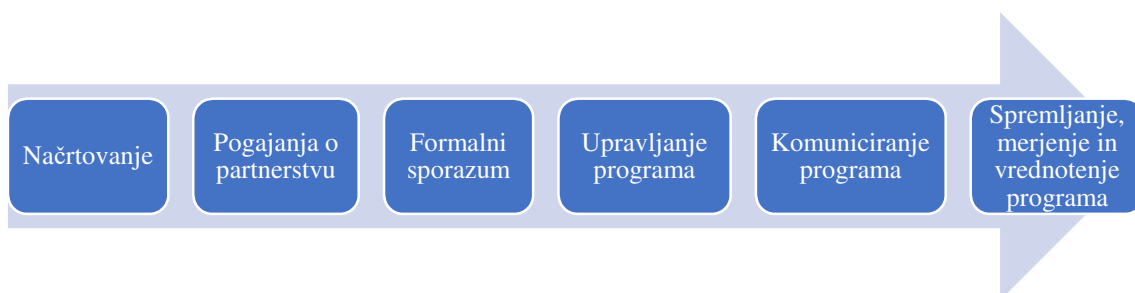 Načrtovanje
Pogajanja o
partnerstvu
Formalni
sporazum
Upravljanje
programa
Komuniciranje
programa
Spremljanje,
merjenje in
vrednotenje
programa